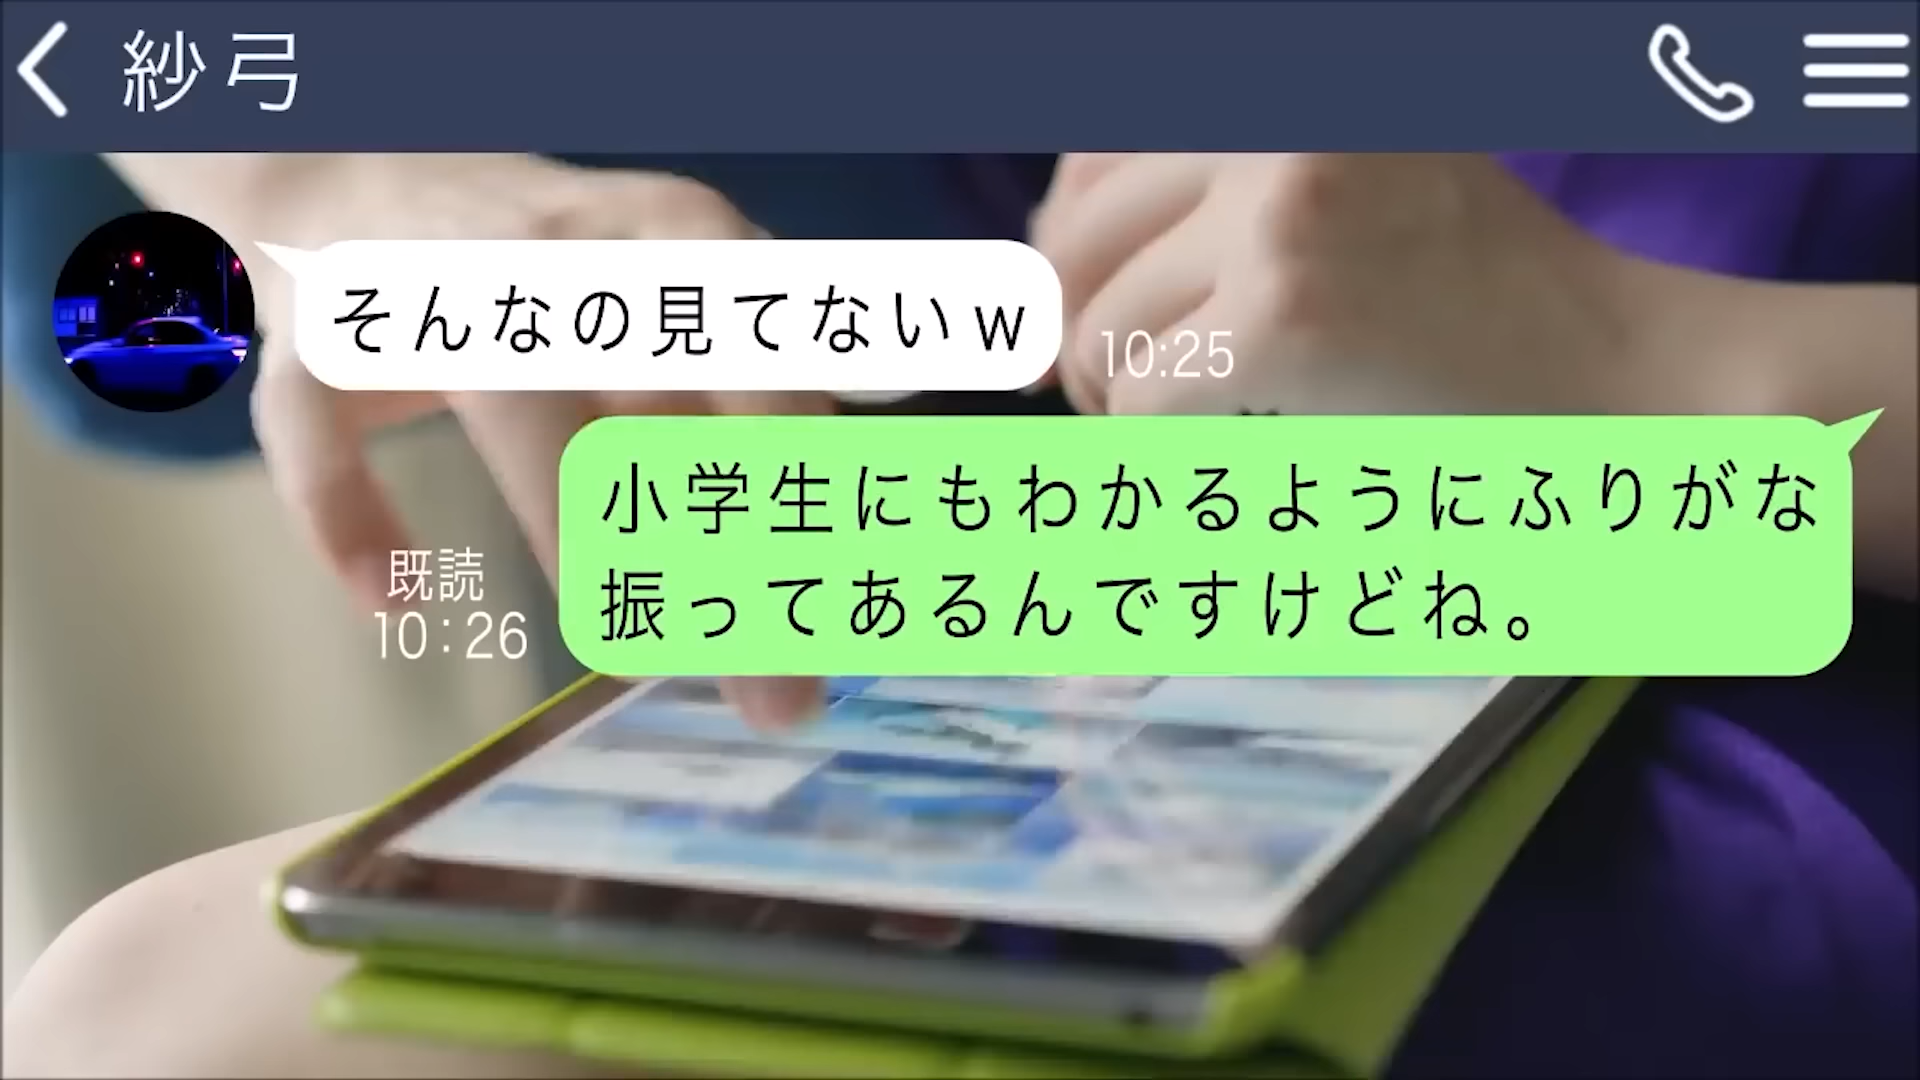 紗弓
そんなの見てないw
10:25
小学生にもわかるようにふりがな
振ってあるんですけどね。
既読
10:26